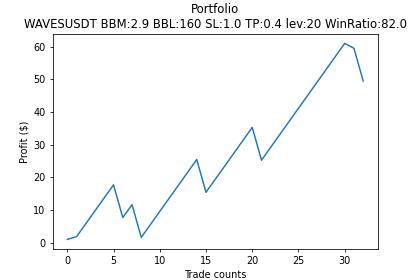 Portfolio
WAVESUSDT BBM:2.9 BBL:160 SL:1.0 TP:0.4 lev:20 WinRatio:82.0
60
50
40
30
20
10
0
Profit ($)
0 5 10 15 20 25 30
Trade counts